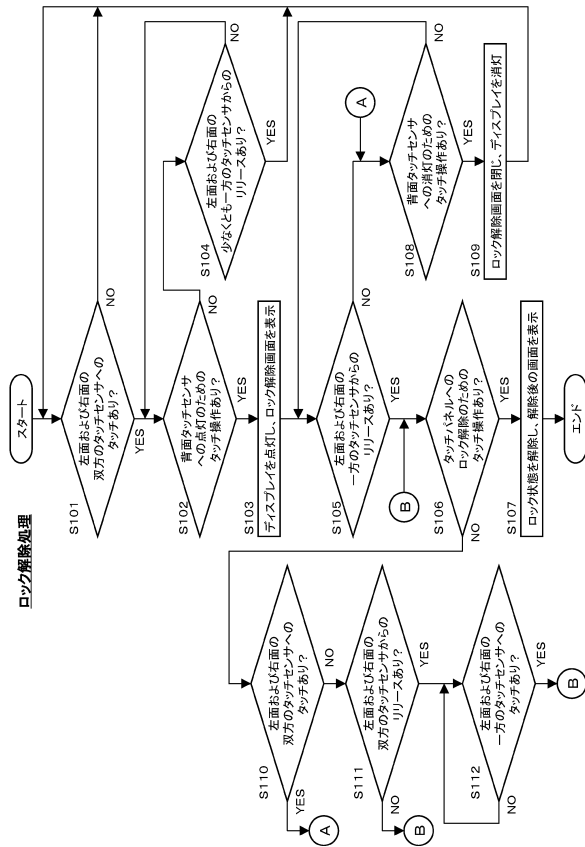 ロック解除処理
スタート
S101
左面および右面の
双方のタッチセンサへの
タッチあり?
NO
YES
S102
背面タッチセンサ
への点灯のための
タッチ操作あり?
NO
YES
S104
左面および右面の
少なくとも一方のタッチセンサからの
リリースあり?
NO
YES
S103
ディスプレイを点灯し、ロック解除画面を表示
S105
左面および右面の
一方のタッチセンサからの
リリースあり?
NO
YES
A
S108
背面タッチセンサ
への消灯のための
タッチ操作あり?
NO
YES
S109
ロック解除画面を閉じ、ディスプレイを消灯
B
S106
タッチパネルへの
ロック解除のための
タッチ操作あり?
NO
YES
S107
ロック状態を解除し、解除後の画面を表示
エンド
S110
左面および右面の
双方のタッチセンサへの
タッチあり?
YES
NO
A
S111
左面および右面の
双方のタッチセンサからの
リリースあり?
NO
YES
B
S112
左面および右面の
一方のタッチセンサへの
タッチあり?
NO
YES
B